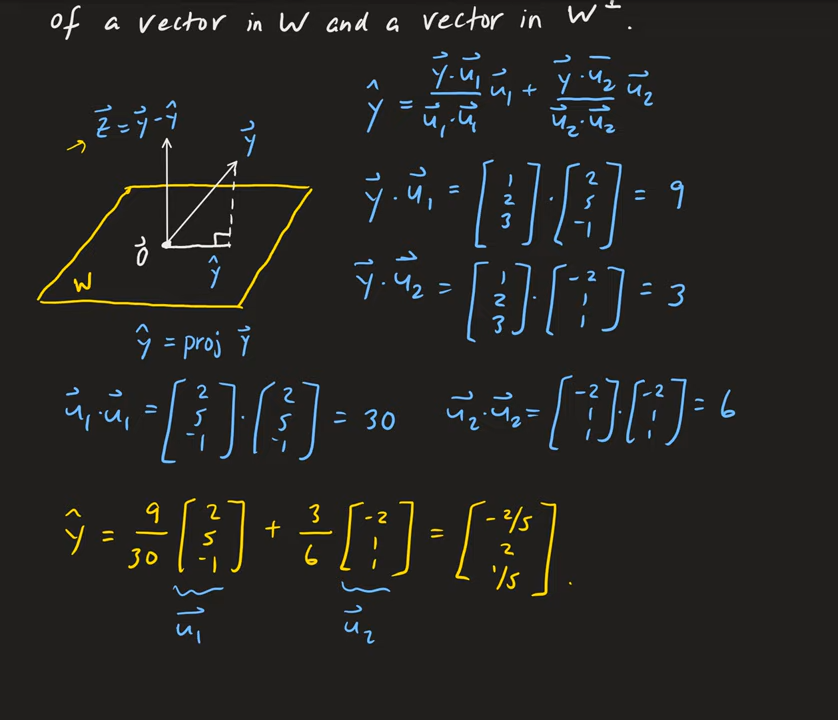 of a vector in W and a vector in W⊥.
z⃗ = y⃗ - ŷ
y⃗
0⃗
ŷ
W
ŷ = proj y⃗
ŷ = (y⃗·u⃗₁)/(u⃗₁·u⃗₁) u⃗₁ + (y⃗·u⃗₂)/(u⃗₂·u⃗₂) u⃗₂
y⃗·u⃗₁ = [1 2 3]·[2 5 -1] = 9
y⃗·u⃗₂ = [1 2 3]·[-2 1 1] = 3
u⃗₁·u⃗₁ = [2 5 -1]·[2 5 -1] = 30
u⃗₂·u⃗₂ = [-2 1 1]·[-2 1 1] = 6
ŷ = 9/30 [2 5 -1] + 3/6 [-2 1 1] = [-2/5 2 1/5].
u⃗₁ u⃗₂